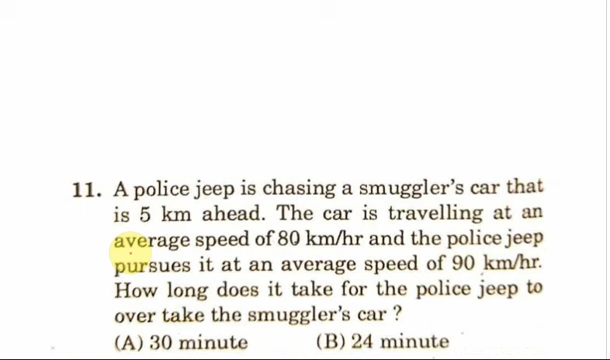 11. A police jeep is chasing a smuggler's car that
is 5 km ahead. The car is travelling at an
average speed of 80 km/hr and the police jeep
pursues it at an average speed of 90 km/hr.
How long does it take for the police jeep to
over take the smuggler's car ?
(A) 30 minute (B) 24 minute